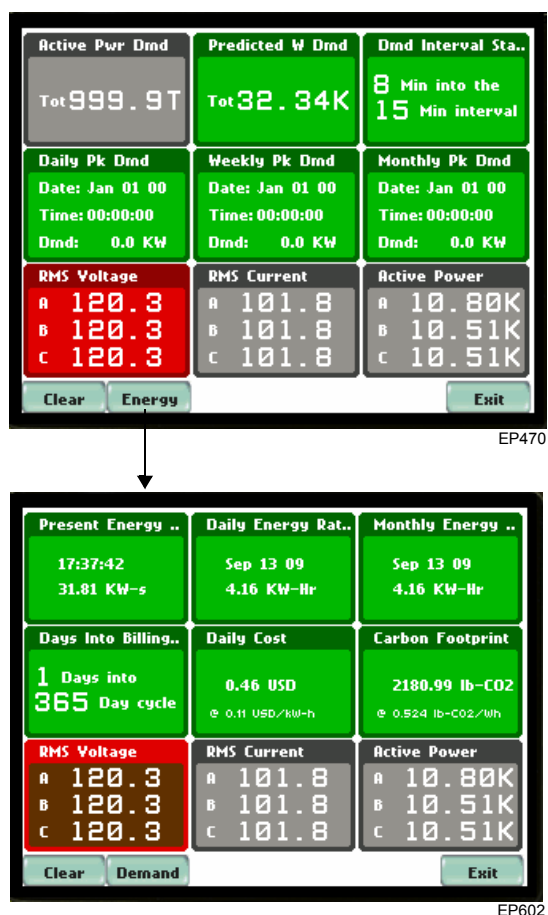 Active Pwr Dmd
Predicted W Dmd
Dmd Interval Sta..
Tot 999.9T
Tot 32.34K
8 Min into the
15 Min interval
Daily Pk Dmd
Date: Jan 01 00
Time: 00:00:00
Dmd: 0.0 KW
Weekly Pk Dmd
Date: Jan 01 00
Time: 00:00:00
Dmd: 0.0 KW
Monthly Pk Dmd
Date: Jan 01 00
Time: 00:00:00
Dmd: 0.0 KW
RMS Voltage
A 120.3
B 120.3
C 120.3
RMS Current
A 101.8
B 101.8
C 101.8
Active Power
A 10.80K
B 10.51K
C 10.51K
Clear
Energy
Exit
EP470
Present Energy ..
17:37:42
31.81 KW-s
Daily Energy Rat..
Sep 13 09
4.16 KW-Hr
Monthly Energy ..
Sep 13 09
4.16 KW-Hr
Days Into Billing..
1 Days into
365 Day cycle
Daily Cost
0.46 USD
@ 0.11 USD/kW-h
Carbon Footprint
2180.99 lb-CO2
@ 0.524 lb-CO2/Wh
RMS Voltage
A 120.3
B 120.3
C 120.3
RMS Current
A 101.8
B 101.8
C 101.8
Active Power
A 10.80K
B 10.51K
C 10.51K
Clear
Demand
Exit
EP602